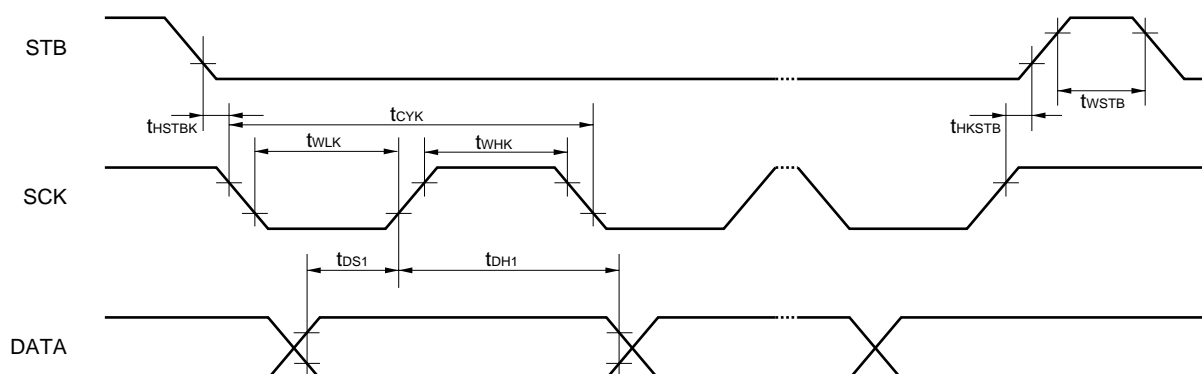 STB
tHSTBK
tCYK
tHKSTB
tWSTB
tWLK
tWHK
SCK
tDS1
tDH1
DATA